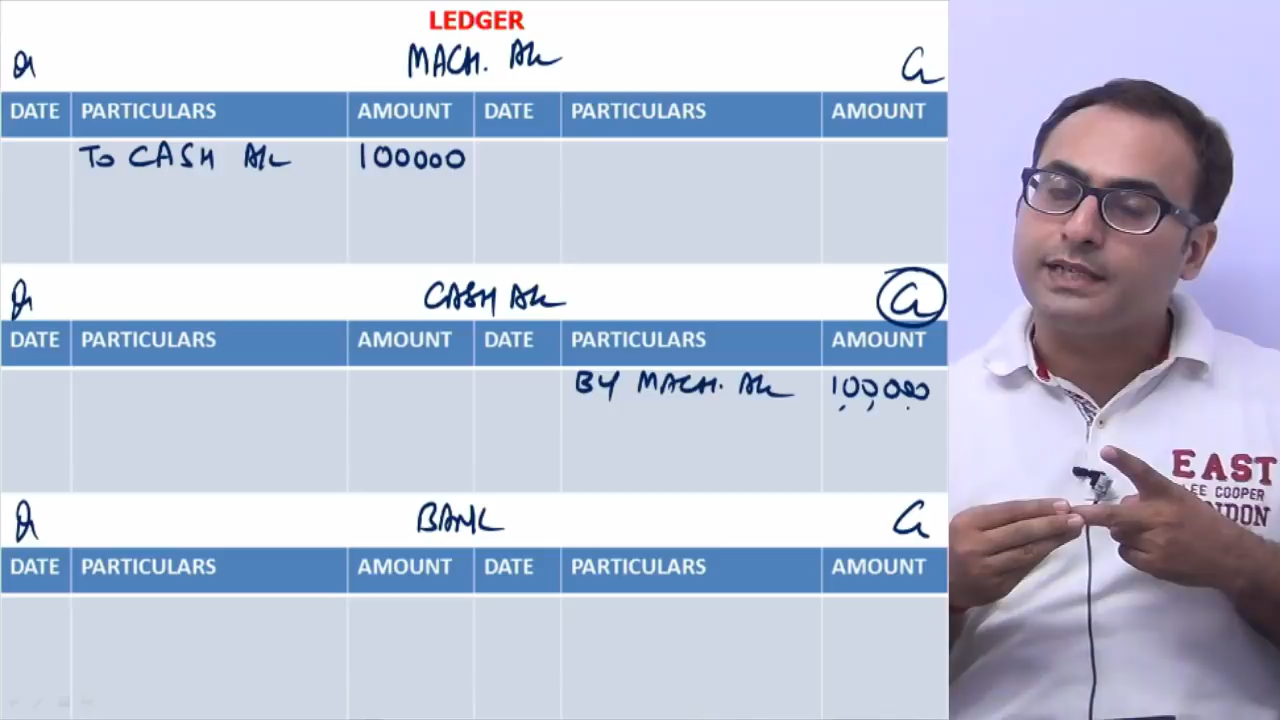 LEDGER
Dr MACH. A/c Cr
DATE PARTICULARS AMOUNT DATE PARTICULARS AMOUNT
To CASH A/c 100000
Dr CASH A/c Cr
DATE PARTICULARS AMOUNT DATE PARTICULARS AMOUNT
BY MACH. A/c 100000
Dr BANK Cr
DATE PARTICULARS AMOUNT DATE PARTICULARS AMOUNT
EAST
LEE COOPER